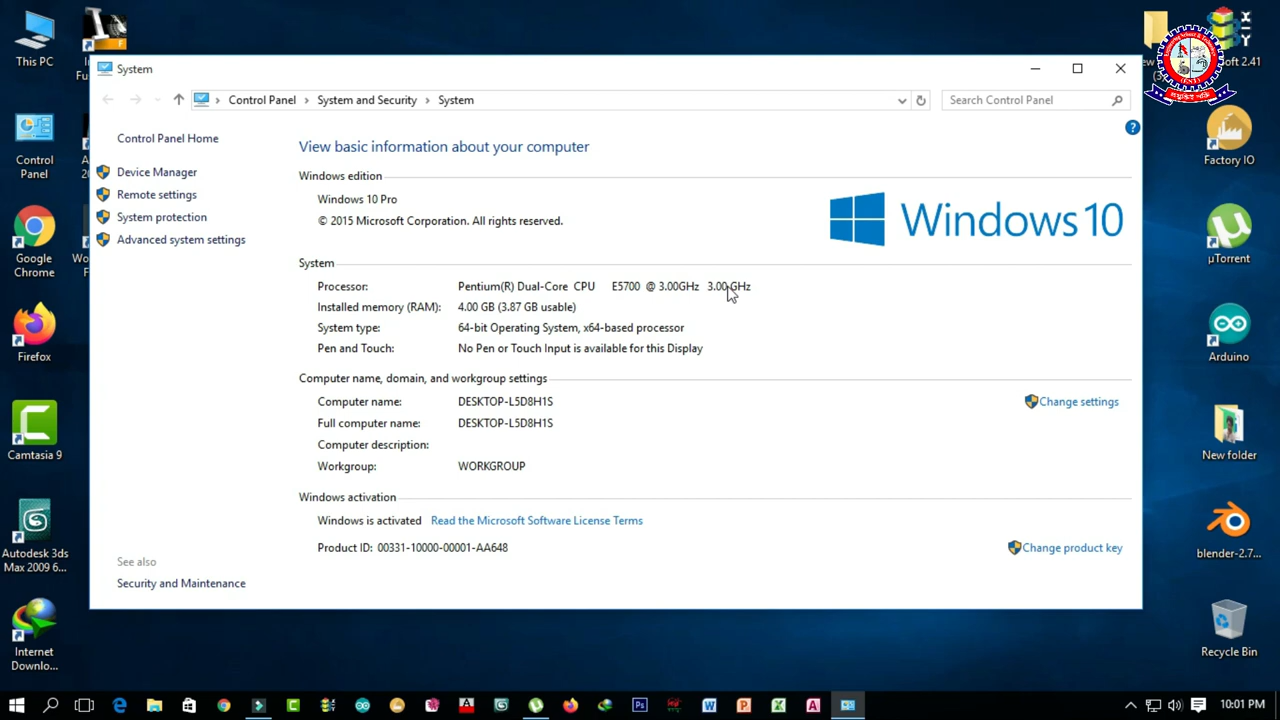 This PC
System
Control Panel
System and Security
System
Search Control Panel
Control Panel Home
Device Manager
Remote settings
System protection
Advanced system settings
See also
Security and Maintenance
View basic information about your computer
Windows edition
Windows 10 Pro
© 2015 Microsoft Corporation. All rights reserved.
Windows 10
System
Processor: Pentium(R) Dual-Core CPU E5700 @ 3.00GHz 3.00 GHz
Installed memory (RAM): 4.00 GB (3.87 GB usable)
System type: 64-bit Operating System, x64-based processor
Pen and Touch: No Pen or Touch Input is available for this Display
Computer name, domain, and workgroup settings
Computer name: DESKTOP-L5D8H1S
Change settings
Full computer name: DESKTOP-L5D8H1S
Computer description:
Workgroup: WORKGROUP
Windows activation
Windows is activated Read the Microsoft Software License Terms
Product ID: 00331-10000-00001-AA648
Change product key
Control
Panel
Google
Chrome
Firefox
Camtasia 9
Autodesk 3ds
Max 2009 6...
Internet
Downlo...
Factory IO
µTorrent
Arduino
New folder
blender-2.7...
Recycle Bin
10:01 PM